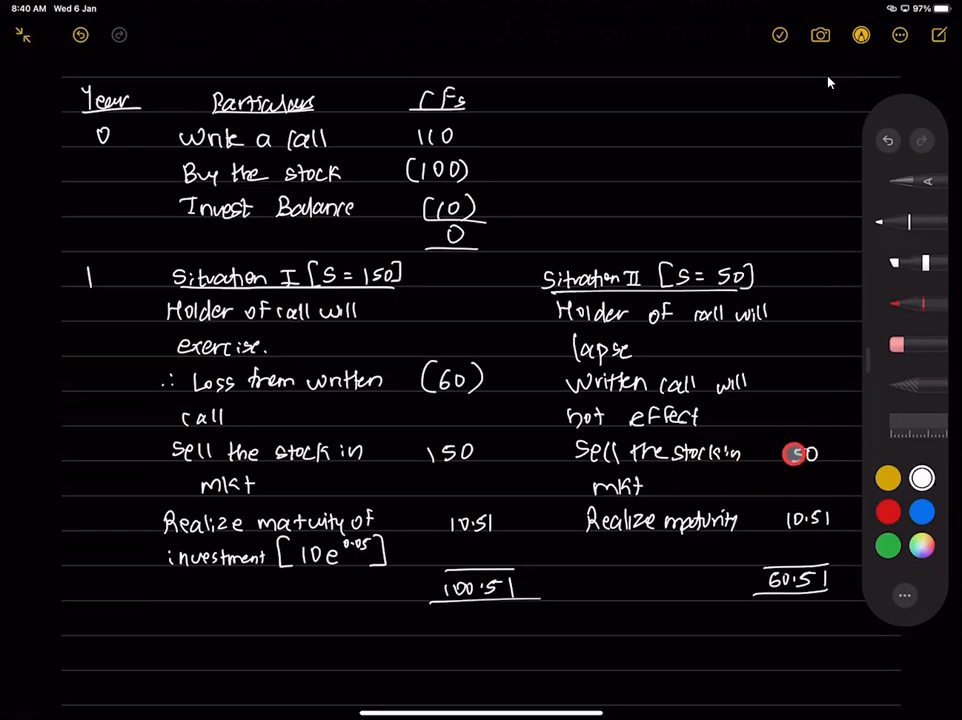 8:40 AM Wed 6 Jan
97%
Year Particulars CFs
0 Write a call 110
Buy the stock (100)
Invest Balance (10)
0
1 Situation I [S = 150] Situation II [S = 50]
Holder of call will Holder of call will
exercise. lapse
∴ Loss from written (60) Written call will
call not effect
Sell the stock in 150 Sell the stock in 50
mkt mkt
Realize matuity of 10.51 Realize maturity 10.51
investment [10e^0.05]
100.51 60.51
A